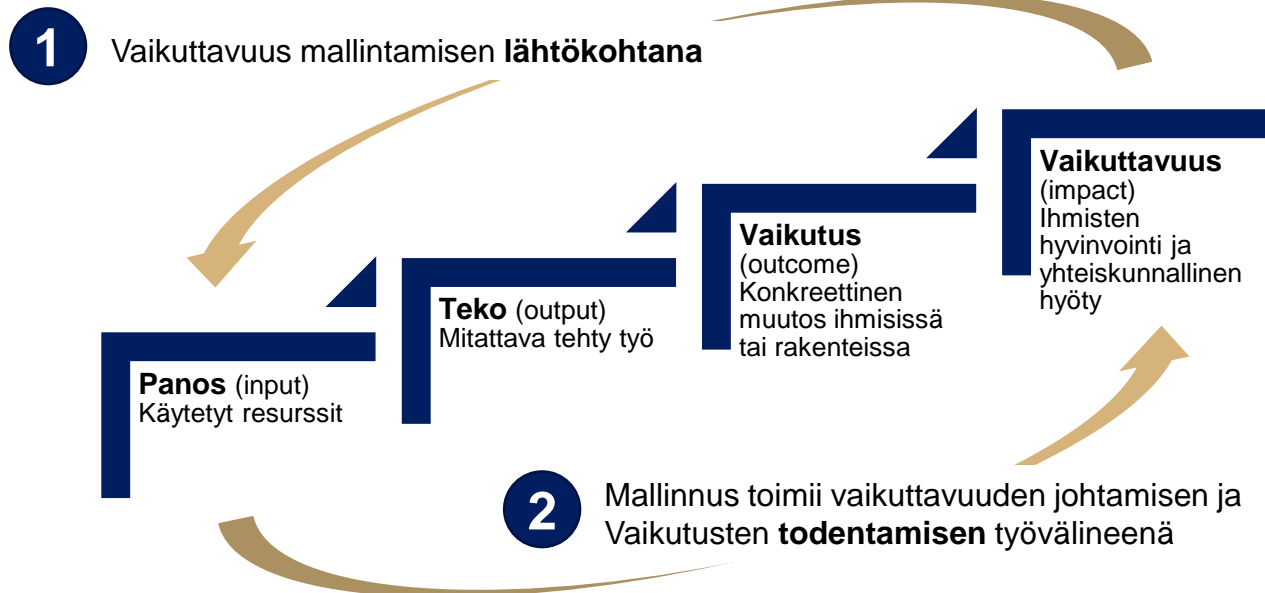 1
Vaikuttavuus mallintamisen lähtökohtana
Vaikuttavuus
(impact)
Ihmisten
hyvinvointi ja
yhteiskunnallinen
hyöty
Vaikutus
(outcome)
Konkreettinen
muutos ihmisissä
tai rakenteissa
Teko (output)
Mitattava tehty työ
Panos (input)
Käytetyt resurssit
2
Mallinnus toimii vaikuttavuuden johtamisen ja
Vaikutusten todentamisen työvälineenä